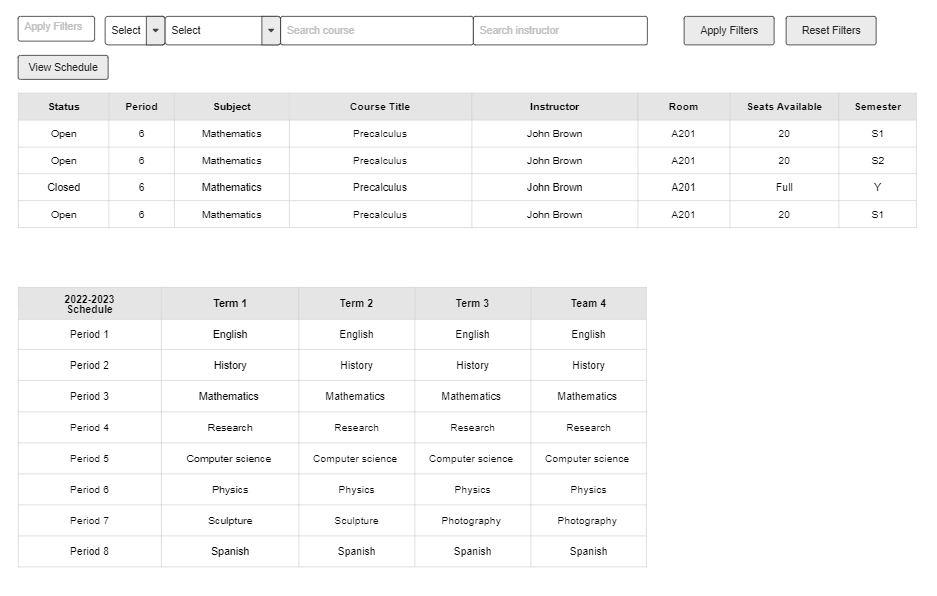 Apply Filters Select Select Search course Search instructor Apply Filters Reset Filters
View Schedule
Status Period Subject Course Title Instructor Room Seats Available Semester
Open 6 Mathematics Precalculus John Brown A201 20 S1
Open 6 Mathematics Precalculus John Brown A201 20 S2
Closed 6 Mathematics Precalculus John Brown A201 Full Y
Open 6 Mathematics Precalculus John Brown A201 20 S1
2022-2023
Schedule Term 1 Term 2 Term 3 Team 4
Period 1 English English English English
Period 2 History History History History
Period 3 Mathematics Mathematics Mathematics Mathematics
Period 4 Research Research Research Research
Period 5 Computer science Computer science Computer science Computer science
Period 6 Physics Physics Physics Physics
Period 7 Sculpture Sculpture Photography Photography
Period 8 Spanish Spanish Spanish Spanish